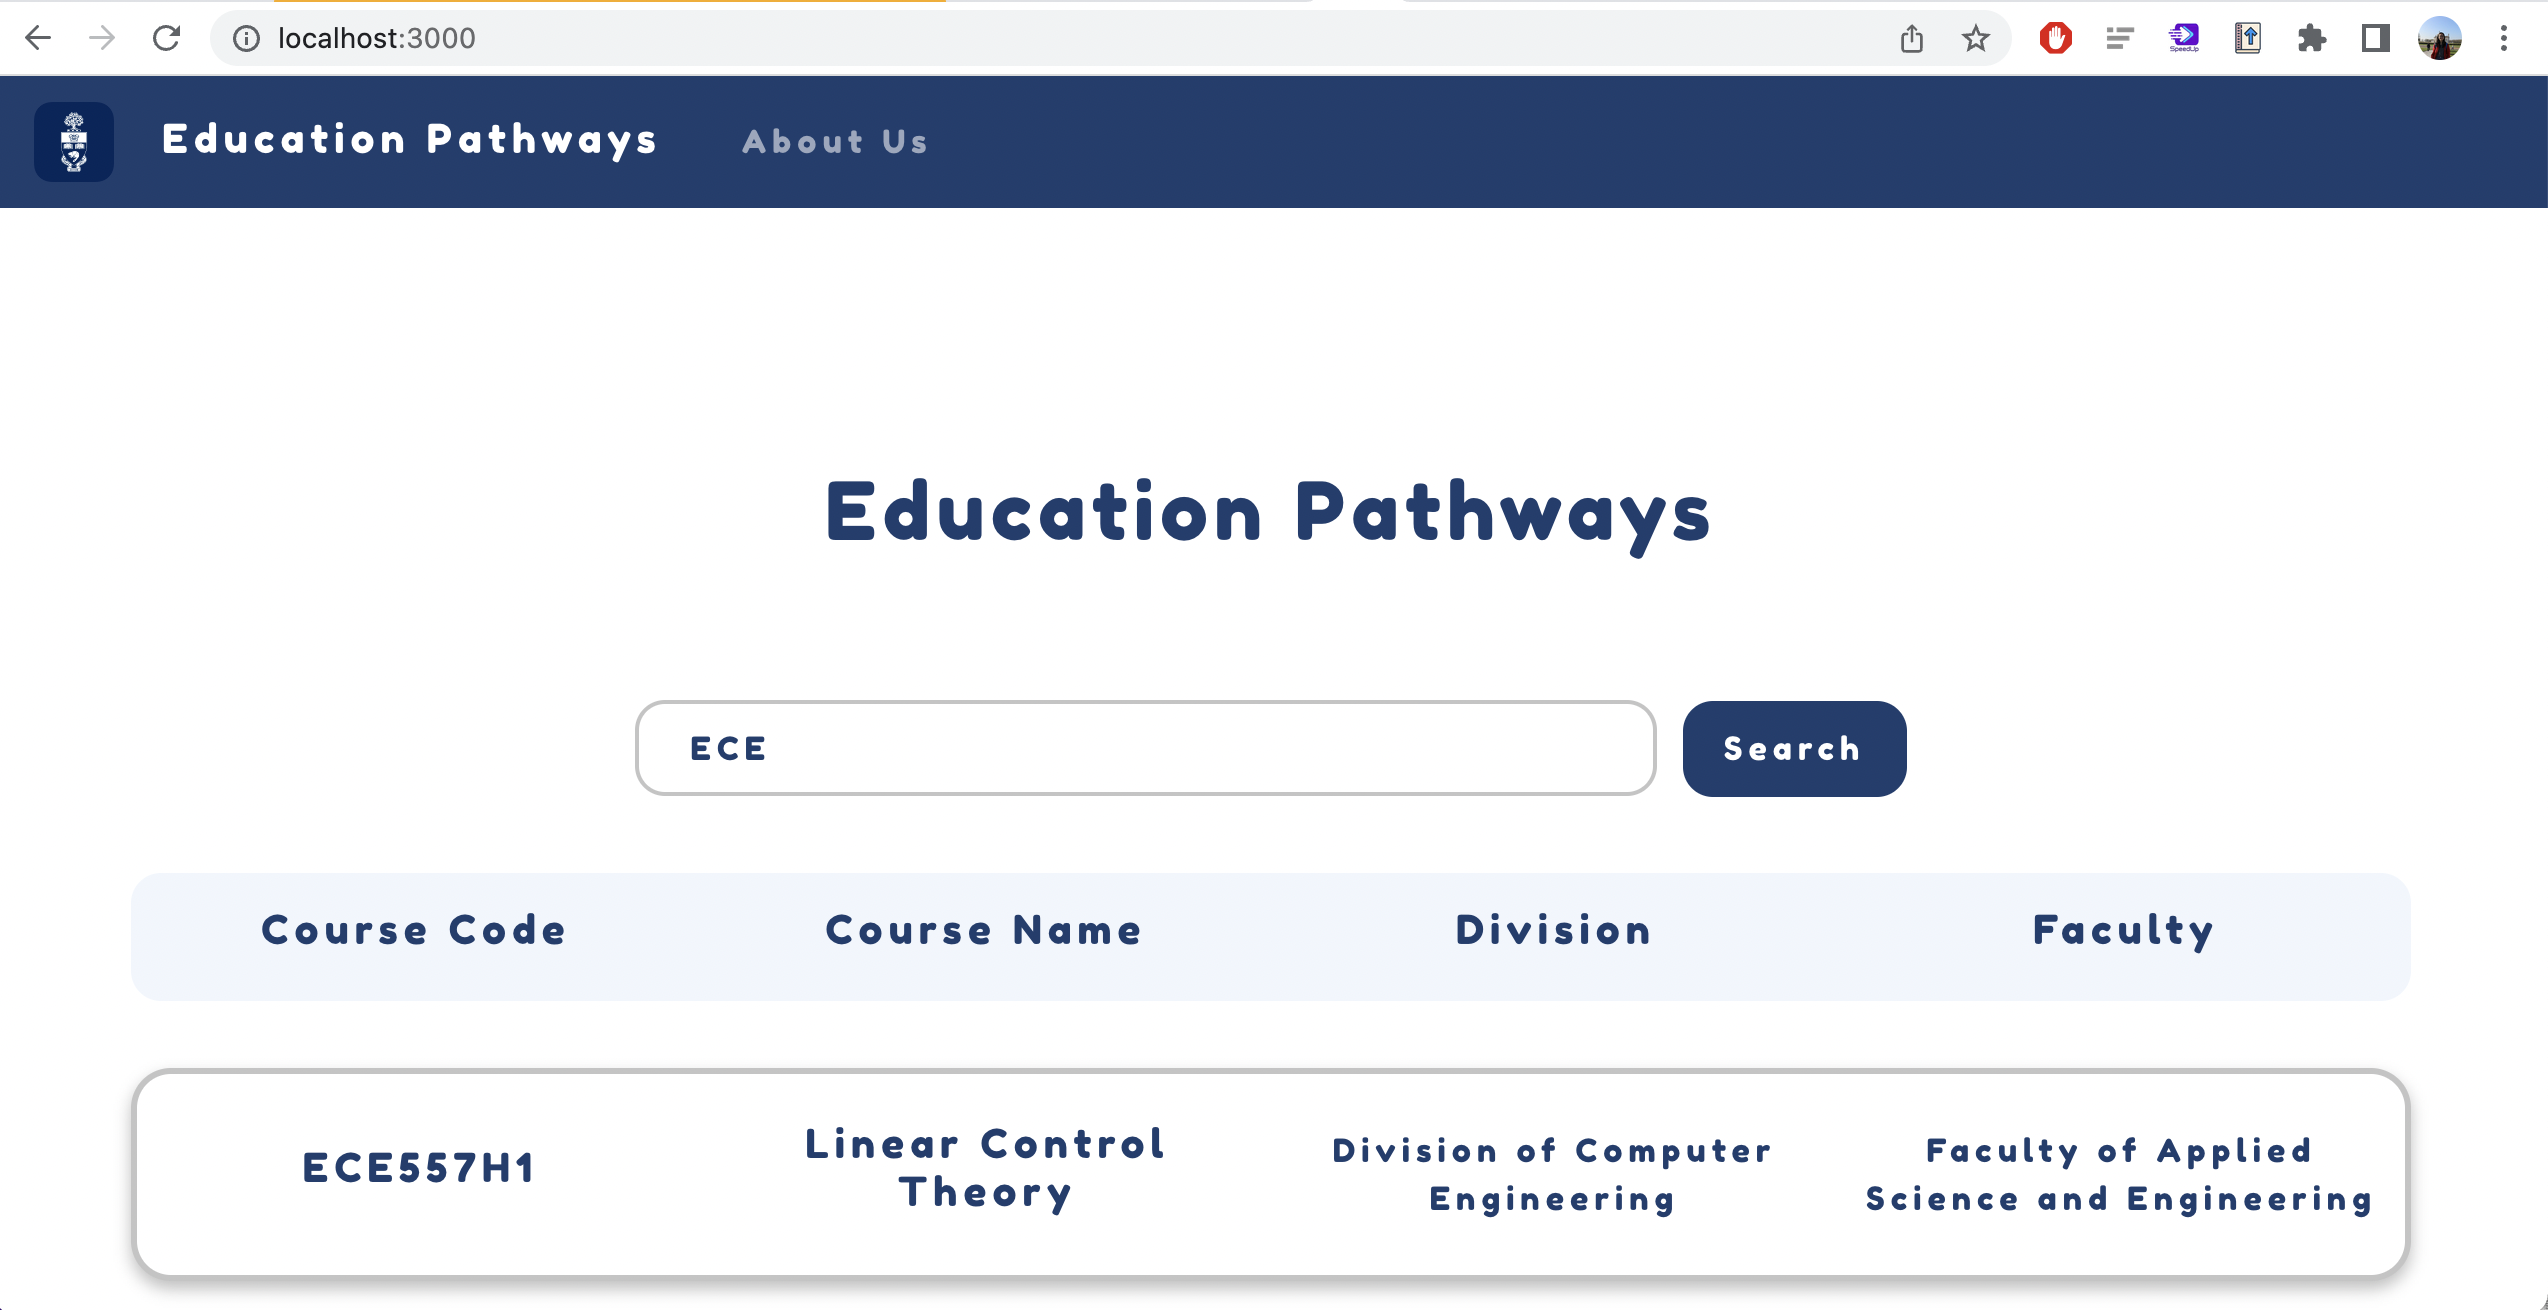 localhost:3000
SpeedUp
Education Pathways
About Us
Education Pathways
ECE
Search
Course Code
Course Name
Division
Faculty
ECE557H1
Linear Control
Theory
Division of Computer
Engineering
Faculty of Applied
Science and Engineering